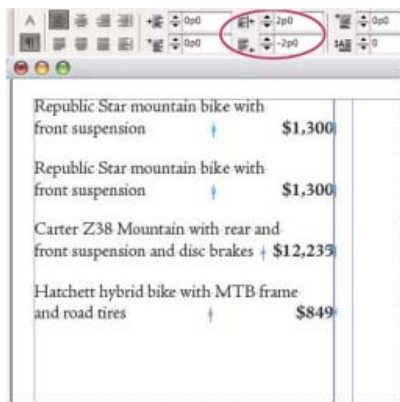 A 0p0 2p0 0p0
¶ 0p0 -2p0 1A 0
Republic Star mountain bike with
front suspension $1,300
Republic Star mountain bike with
front suspension $1,300
Carter Z38 Mountain with rear and
front suspension and disc brakes $12,235
Hatchett hybrid bike with MTB frame
and road tires $849